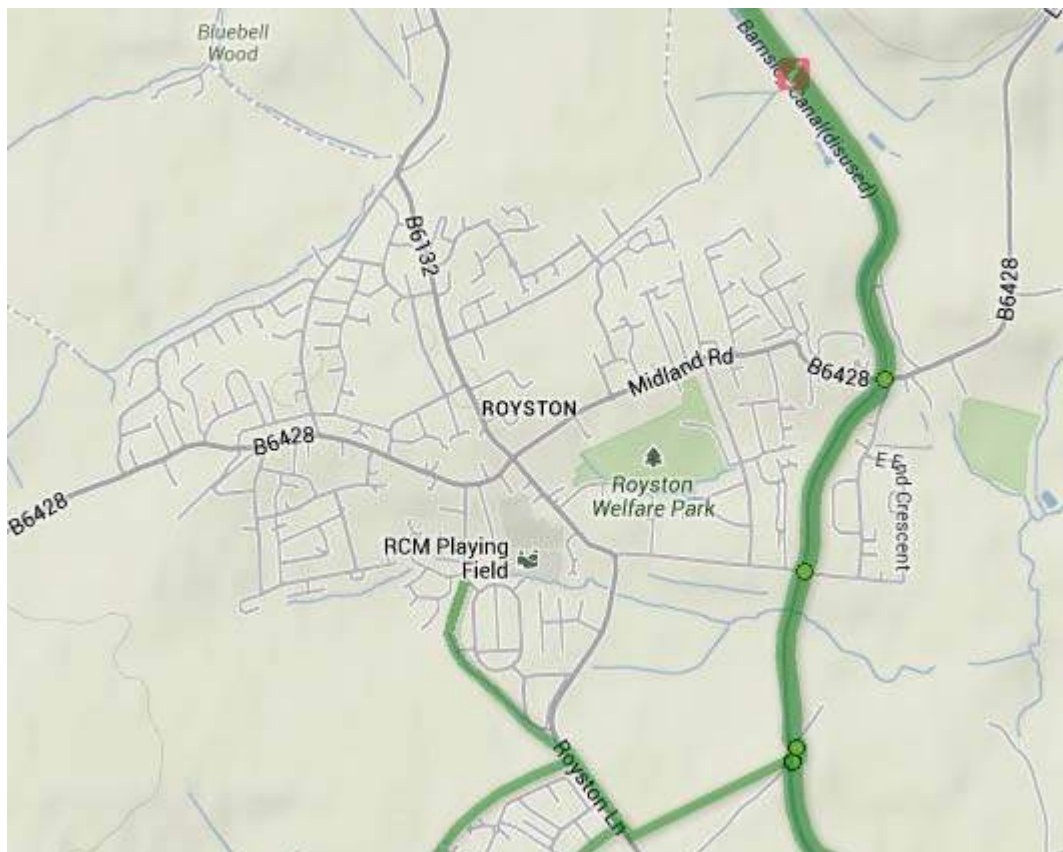 Bluebell
Wood
Barnsley Canal(disused)
B6132
B6428
Midland Rd
B6428
ROYSTON
B6428
B6428
Royston
Welfare Park
End Crescent
RCM Playing
Field
Royston Ln